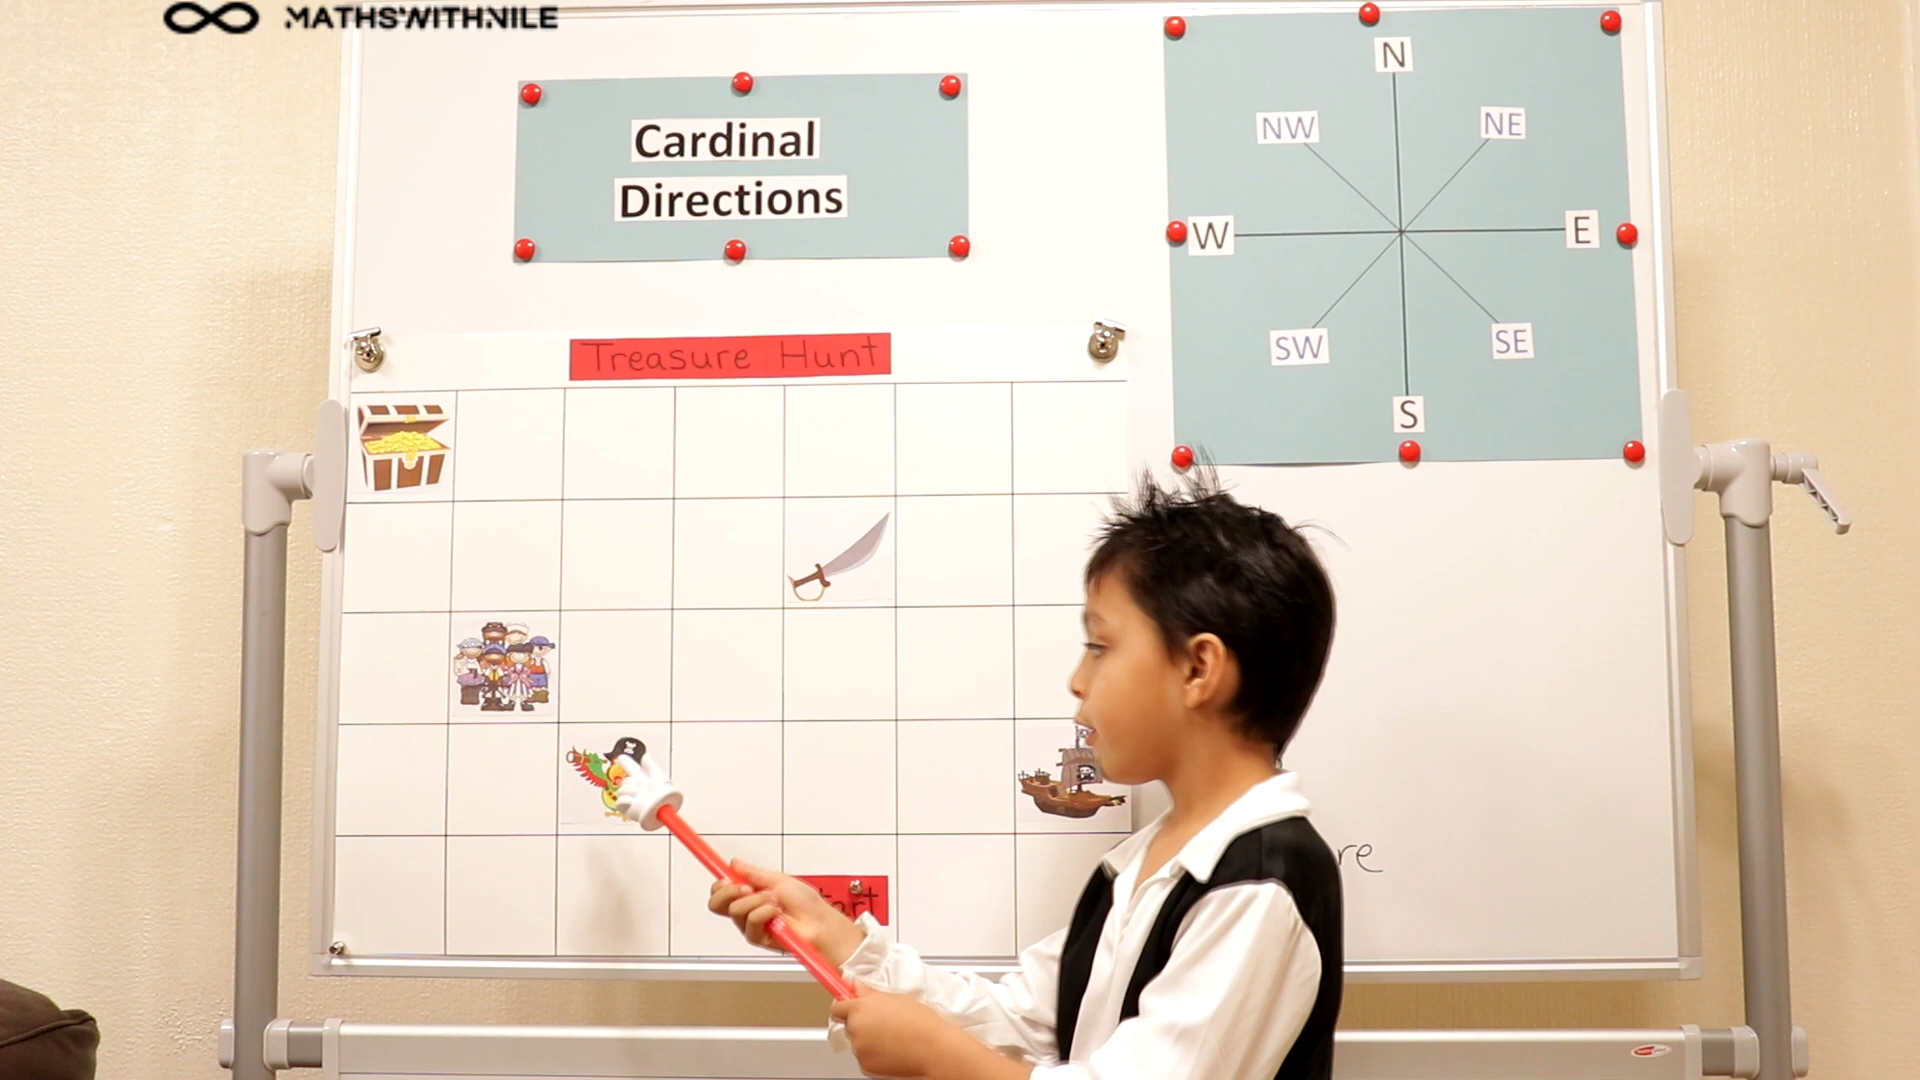 MATHSWITHNILE
Cardinal
Directions
N
NW NE
W E
SW SE
S
Treasure Hunt